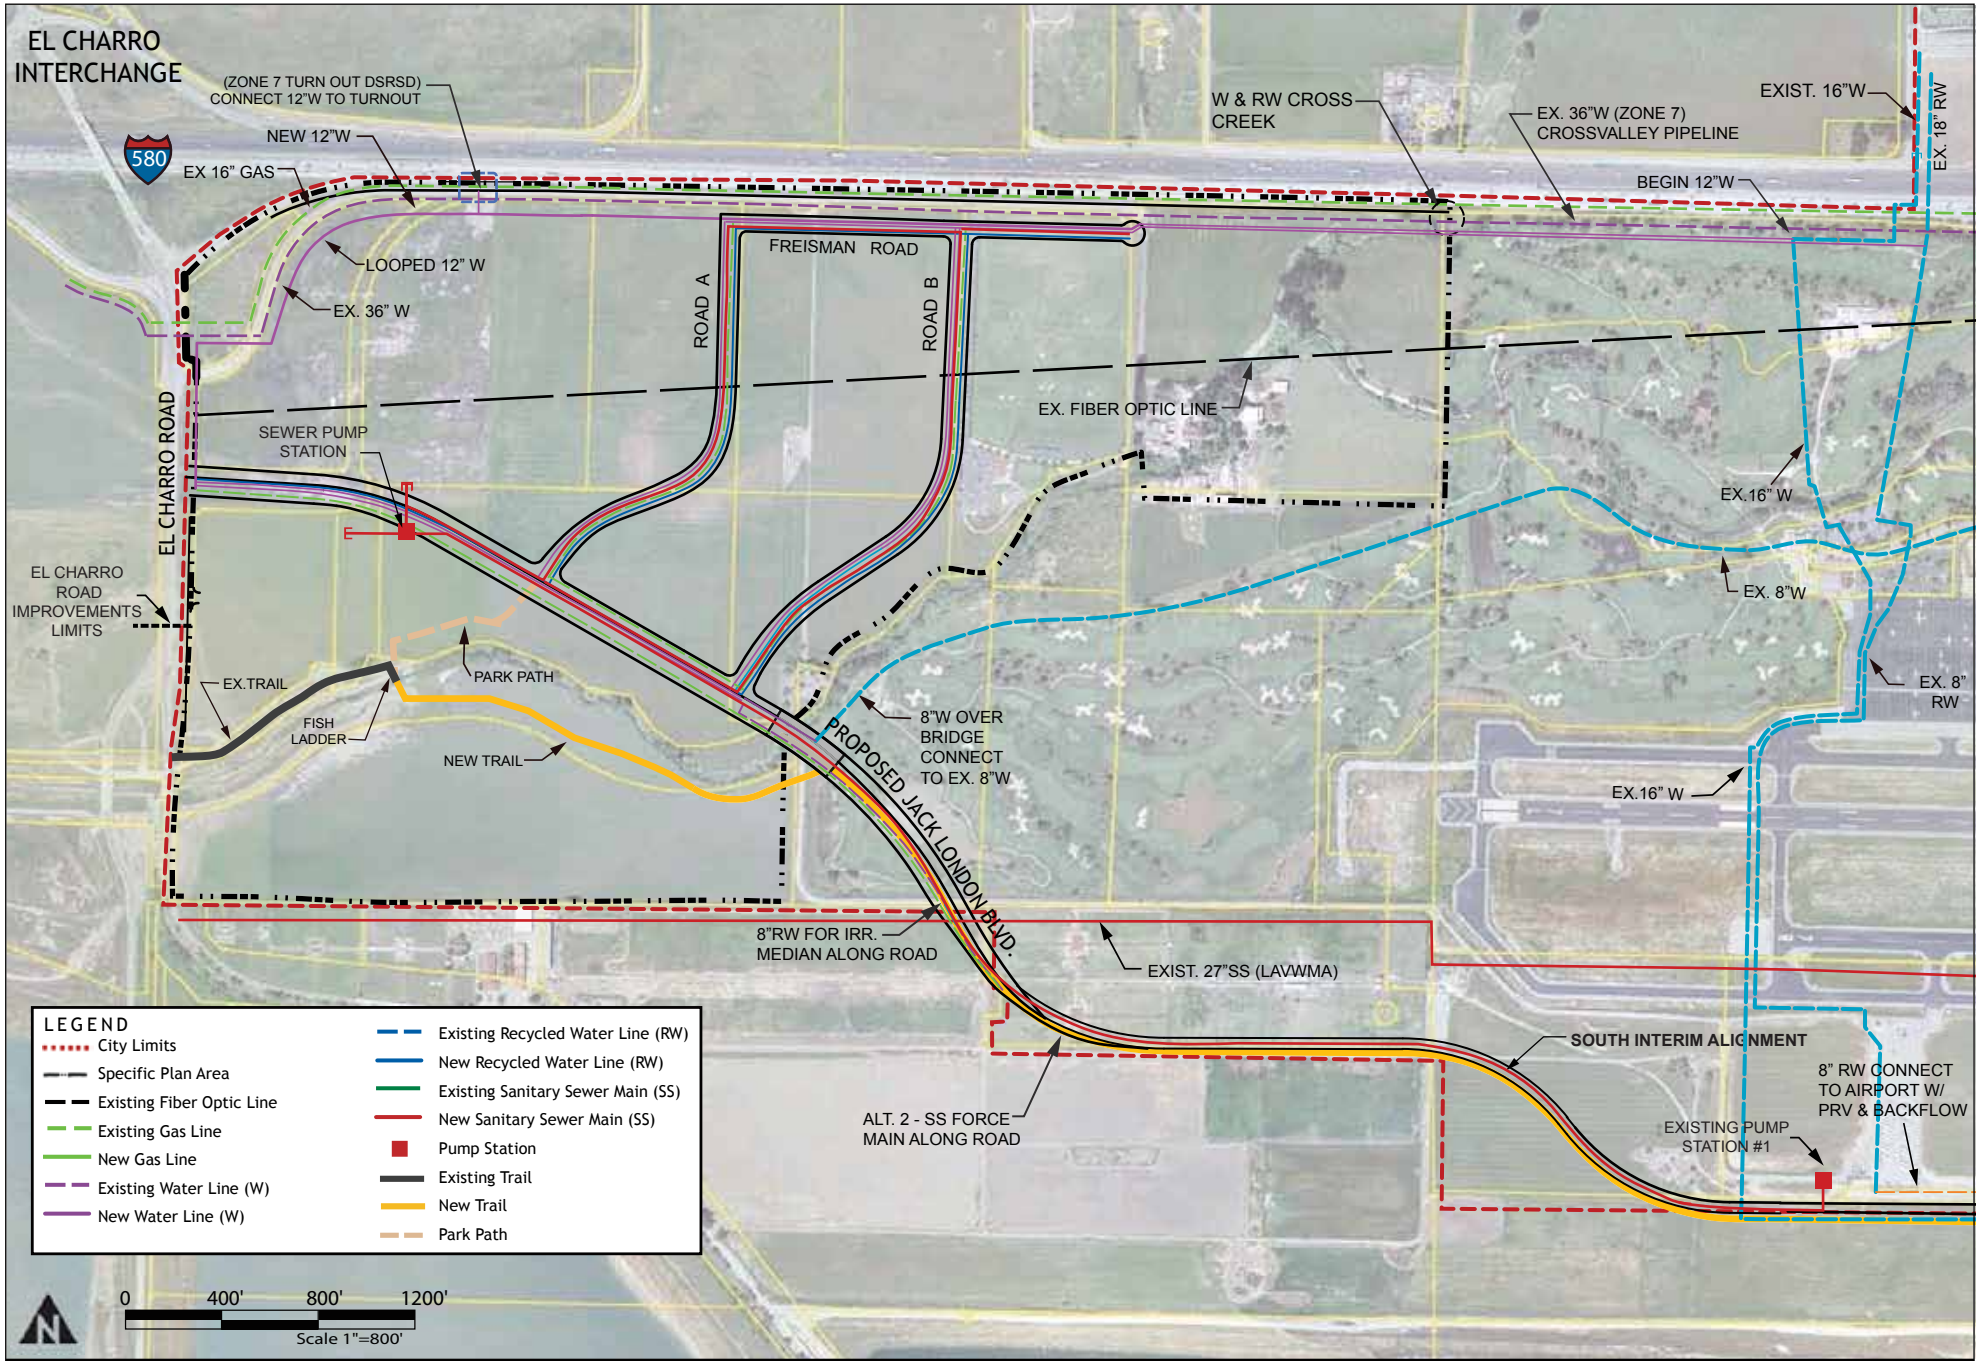 EL CHARRO
INTERCHANGE
(ZONE 7 TURN OUT DSRSD)
CONNECT 12"W TO TURNOUT
NEW 12"W
580
EX 16" GAS
LOOPED 12" W
EX. 36" W
W & RW CROSS
CREEK
EX. 36"W (ZONE 7)
CROSSVALLEY PIPELINE
EXIST. 16"W
EX. 18" RW
BEGIN 12"W
FREISMAN ROAD
ROAD A
ROAD B
EX. FIBER OPTIC LINE
EL CHARRO ROAD
SEWER PUMP
STATION
EX.16" W
EX. 8"W
EL CHARRO
ROAD
IMPROVEMENTS
LIMITS
EX.TRAIL
PARK PATH
FISH
LADDER
NEW TRAIL
8"W OVER
BRIDGE
CONNECT
TO EX. 8"W
EX. 8"
RW
EX.16" W
PROPOSED JACK LONDON BLVD.
8"RW FOR IRR.
MEDIAN ALONG ROAD
EXIST. 27"SS (LAVWMA)
SOUTH INTERIM ALIGNMENT
ALT. 2 - SS FORCE
MAIN ALONG ROAD
8" RW CONNECT
TO AIRPORT W/
PRV & BACKFLOW
EXISTING PUMP
STATION #1
LEGEND
City Limits
Specific Plan Area
Existing Fiber Optic Line
Existing Gas Line
New Gas Line
Existing Water Line (W)
New Water Line (W)
Existing Recycled Water Line (RW)
New Recycled Water Line (RW)
Existing Sanitary Sewer Main (SS)
New Sanitary Sewer Main (SS)
Pump Station
Existing Trail
New Trail
Park Path
N
0 400' 800' 1200'
Scale 1"=800'